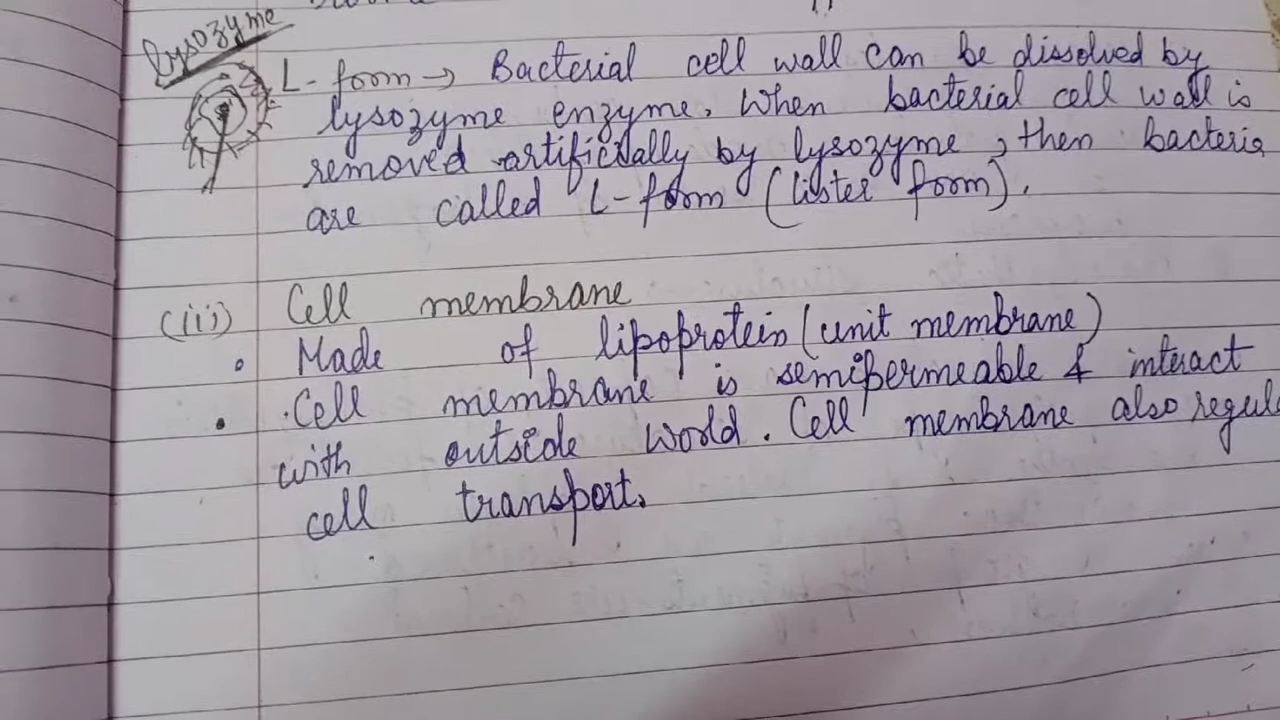 lysozyme
L-form → Bacterial cell wall can be dissolved by
lysozyme enzyme. When bacterial cell wall is
removed artificially by lysozyme, then bacteria
are called L-form (lister form).
(ii) Cell membrane
• Made of lipoprotein (unit membrane)
• Cell membrane is semipermeable & interact
with outside world. Cell membrane also regul
cell transport.